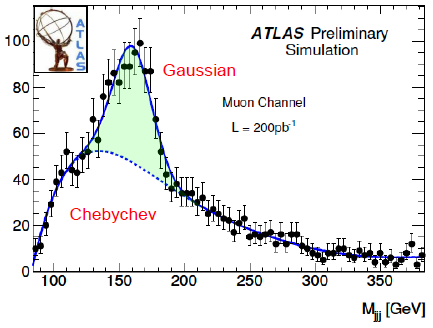 ATLAS
ATLAS Preliminary
Simulation
Gaussian
Muon Channel
L = 200pb⁻¹
Chebychev
100
80
60
40
20
0
100 150 200 250 300 350
Mjjj [GeV]